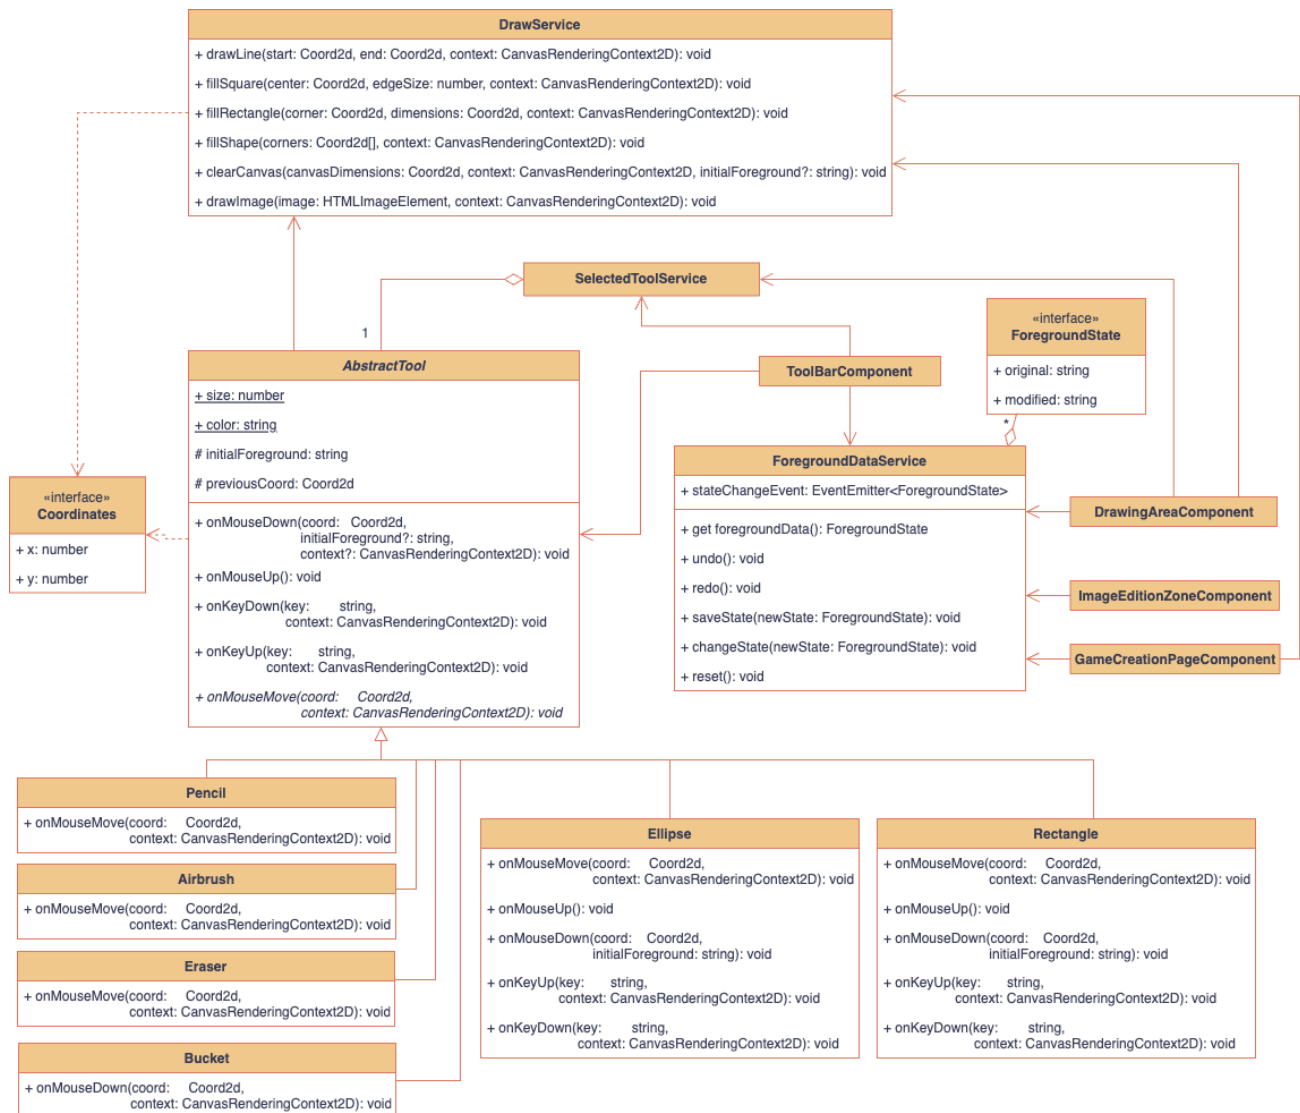 DrawService
+ drawLine(start: Coord2d, end: Coord2d, context: CanvasRenderingContext2D): void
+ fillSquare(center: Coord2d, edgeSize: number, context: CanvasRenderingContext2D): void
+ fillRectangle(corner: Coord2d, dimensions: Coord2d, context: CanvasRenderingContext2D): void
+ fillShape(corners: Coord2d[], context: CanvasRenderingContext2D): void
+ clearCanvas(canvasDimensions: Coord2d, context: CanvasRenderingContext2D, initialForeground?: string): void
+ drawImage(image: HTMLImageElement, context: CanvasRenderingContext2D): void
SelectedToolService
1
«interface»
ForegroundState
+ original: string
+ modified: string
*
ToolBarComponent
AbstractTool
+ size: number
+ color: string
# initialForeground: string
# previousCoord: Coord2d
+ onMouseDown(coord: Coord2d,
initialForeground?: string,
context?: CanvasRenderingContext2D): void
+ onMouseUp(): void
+ onKeyDown(key: string,
context: CanvasRenderingContext2D): void
+ onKeyUp(key: string,
context: CanvasRenderingContext2D): void
+ onMouseMove(coord: Coord2d,
context: CanvasRenderingContext2D): void
«interface»
Coordinates
+ x: number
+ y: number
ForegroundDataService
+ stateChangeEvent: EventEmitter<ForegroundState>
+ get foregroundData(): ForegroundState
+ undo(): void
+ redo(): void
+ saveState(newState: ForegroundState): void
+ changeState(newState: ForegroundState): void
+ reset(): void
DrawingAreaComponent
ImageEditionZoneComponent
GameCreationPageComponent
Pencil
+ onMouseMove(coord: Coord2d,
context: CanvasRenderingContext2D): void
Airbrush
+ onMouseMove(coord: Coord2d,
context: CanvasRenderingContext2D): void
Eraser
+ onMouseMove(coord: Coord2d,
context: CanvasRenderingContext2D): void
Bucket
+ onMouseDown(coord: Coord2d,
context: CanvasRenderingContext2D): void
Ellipse
+ onMouseMove(coord: Coord2d,
context: CanvasRenderingContext2D): void
+ onMouseUp(): void
+ onMouseDown(coord: Coord2d,
initialForeground: string): void
+ onKeyUp(key: string,
context: CanvasRenderingContext2D): void
+ onKeyDown(key: string,
context: CanvasRenderingContext2D): void
Rectangle
+ onMouseMove(coord: Coord2d,
context: CanvasRenderingContext2D): void
+ onMouseUp(): void
+ onMouseDown(coord: Coord2d,
initialForeground: string): void
+ onKeyUp(key: string,
context: CanvasRenderingContext2D): void
+ onKeyDown(key: string,
context: CanvasRenderingContext2D): void